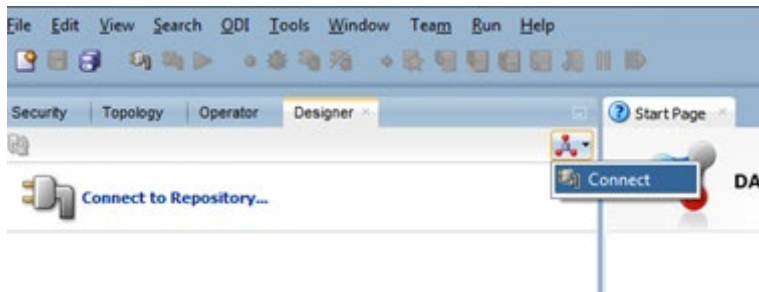 File Edit View Search ODI Tools Window Team Run Help
Security Topology Operator Designer Start Page
Connect
DA
Connect to Repository...